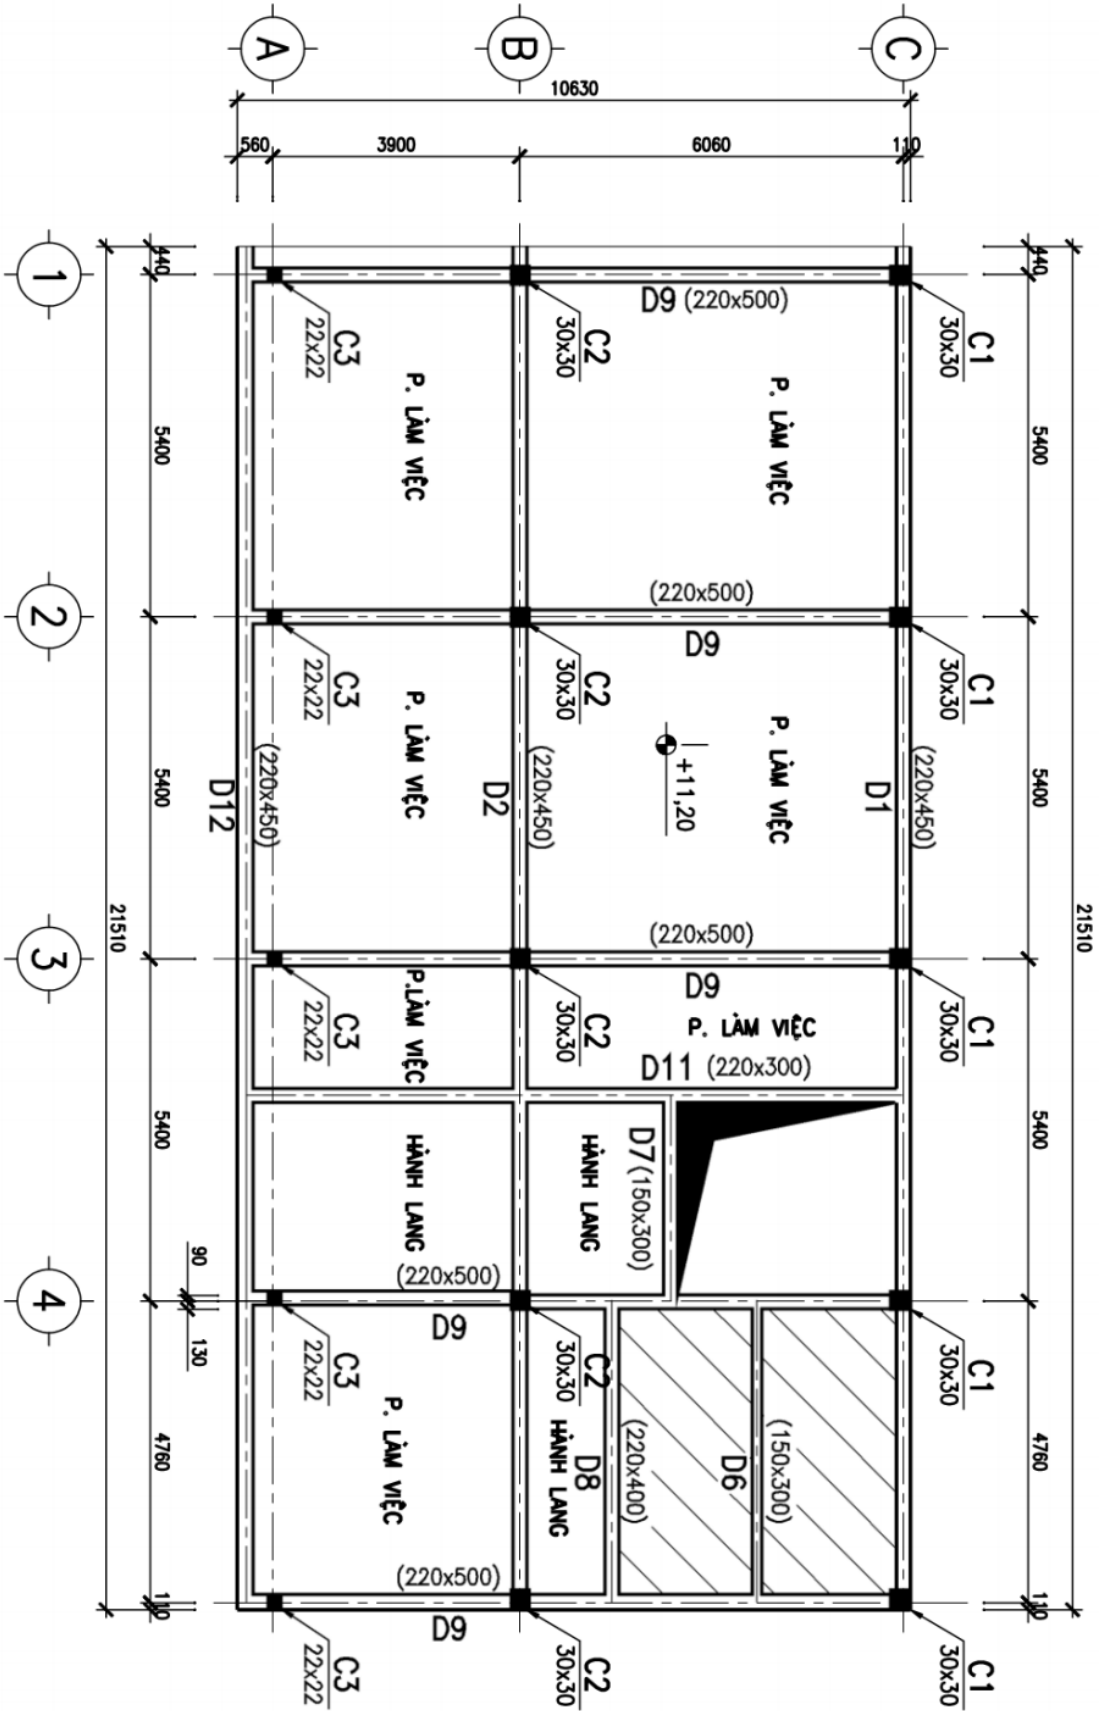 A
B
C
10630
560
3900
6060
110
440
440
1
D9 (220x500)
C3
22x22
C2
30x30
C1
30x30
P. LÀM VIỆC
P. LÀM VIỆC
5400
5400
(220x500)
2
D9
C3
22x22
C2
30x30
C1
30x30
P. LÀM VIỆC
P. LÀM VIỆC
+11,20
5400
D12
(220x450)
D2
(220x450)
D1
(220x450)
5400
21510
21510
(220x500)
3
D9
C3
22x22
C2
30x30
C1
30x30
P.LÀM VIỆC
P. LÀM VIỆC
D11 (220x300)
5400
5400
HÀNH LANG
HÀNH LANG
D7 (150x300)
90
(220x500)
4
130
D9
C3
22x22
C2
30x30
C1
30x30
4760
P. LÀM VIỆC
HÀNH LANG
D8
(220x400)
D6
(150x300)
4760
(220x500)
110
110
D9
C3
22x22
C2
30x30
C1
30x30